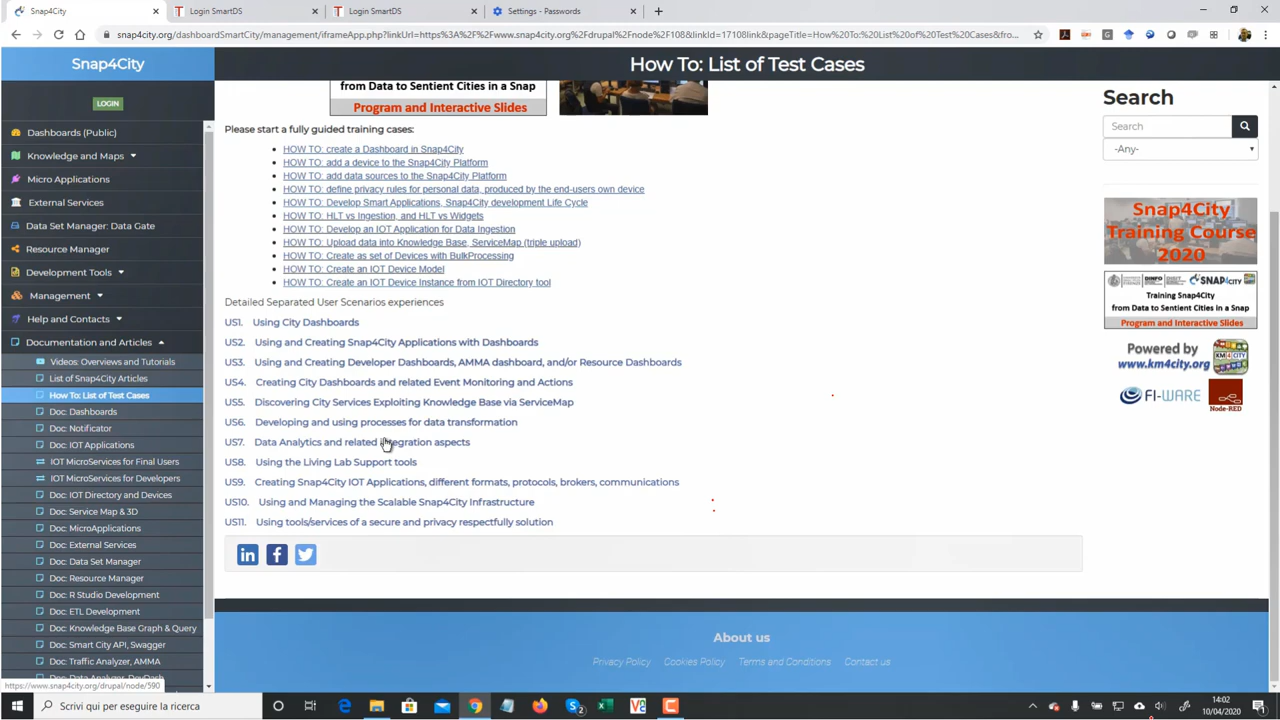 Snap4City
Login SmartDS
Login SmartDS
Settings - Passwords
snap4city.org/dashboardSmartCity/management/iframeApp.php?linkUrl=https%3A%2F%2Fwww.snap4city.org%2Fdrupal%2Fnode%2F108&linkId=17108link&pageTitle=How%20To:%20List%20of%20Test%20Cases&fro...
Snap4City
How To: List of Test Cases
LOGIN
Dashboards (Public)
Knowledge and Maps
Micro Applications
External Services
Data Set Manager: Data Gate
Resource Manager
Development Tools
Management
Help and Contacts
Documentation and Articles
Videos: Overviews and Tutorials
List of Snap4City Articles
How To: List of Test Cases
Doc: Dashboards
Doc: Notificator
Doc: IOT Applications
IOT MicroServices for Final Users
IOT MicroServices for Developers
Doc: IOT Directory and Devices
Doc: Service Map & 3D
Doc: MicroApplications
Doc: External Services
Doc: Data Set Manager
Doc: Resource Manager
Doc: R Studio Development
Doc: ETL Development
Doc: Knowledge Base Graph & Query
Doc: Smart City API, Swagger
Doc: Traffic Analyzer, AMMA
https://www.snap4city.org/drupal/node/590
from Data to Sentient Cities in a Snap
Program and Interactive Slides
Please start a fully guided training cases:
HOW TO: create a Dashboard in Snap4City
HOW TO: add a device to the Snap4City Platform
HOW TO: add data sources to the Snap4City Platform
HOW TO: define privacy rules for personal data, produced by the end-users own device
HOW TO: Develop Smart Applications, Snap4City development Life Cycle
HOW TO: HLT vs Ingestion, and HLT vs Widgets
HOW TO: Develop an IOT Application for Data Ingestion
HOW TO: Upload data into Knowledge Base, ServiceMap (triple upload)
HOW TO: Create as set of Devices with BulkProcessing
HOW TO: Create an IOT Device Model
HOW TO: Create an IOT Device Instance from IOT Directory tool
Detailed Separated User Scenarios experiences
US1. Using City Dashboards
US2. Using and Creating Snap4City Applications with Dashboards
US3. Using and Creating Developer Dashboards, AMMA dashboard, and/or Resource Dashboards
US4. Creating City Dashboards and related Event Monitoring and Actions
US5. Discovering City Services Exploiting Knowledge Base via ServiceMap
US6. Developing and using processes for data transformation
US7. Data Analytics and related integration aspects
US8. Using the Living Lab Support tools
US9. Creating Snap4City IOT Applications, different formats, protocols, brokers, communications
US10. Using and Managing the Scalable Snap4City Infrastructure
US11. Using tools/services of a secure and privacy respectfully solution
Search
Search
-Any-
Snap4City
Training Course
2020
SNAP4CITY
Training Snap4City
from Data to Sentient Cities in a Snap
Program and Interactive Slides
Powered by
www.km4city.org
KM4CITY
FI-WARE
Node-RED
About us
Privacy Policy
Cookies Policy
Terms and Conditions
Contact us
Scrivi qui per eseguire la ricerca
14:02
10/04/2020